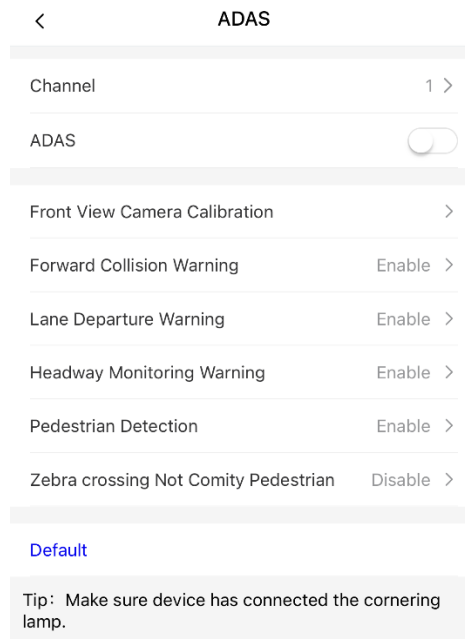 ADAS
Channel 1
ADAS
Front View Camera Calibration
Forward Collision Warning Enable
Lane Departure Warning Enable
Headway Monitoring Warning Enable
Pedestrian Detection Enable
Zebra crossing Not Comity Pedestrian Disable
Default
Tip: Make sure device has connected the cornering
lamp.